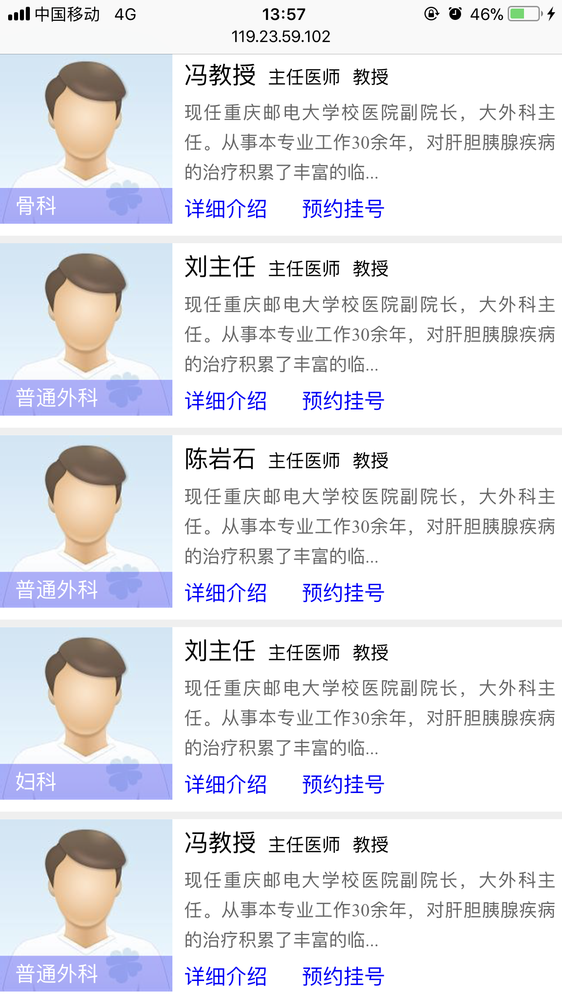 中国移动 4G 13:57 46%
119.23.59.102
冯教授 主任医师 教授
现任重庆邮电大学校医院副院长，大外科主
任。从事本专业工作30余年，对肝胆胰腺疾病
的治疗积累了丰富的临...
骨科
详细介绍 预约挂号
刘主任 主任医师 教授
现任重庆邮电大学校医院副院长，大外科主
任。从事本专业工作30余年，对肝胆胰腺疾病
的治疗积累了丰富的临...
普通外科
详细介绍 预约挂号
陈岩石 主任医师 教授
现任重庆邮电大学校医院副院长，大外科主
任。从事本专业工作30余年，对肝胆胰腺疾病
的治疗积累了丰富的临...
普通外科
详细介绍 预约挂号
刘主任 主任医师 教授
现任重庆邮电大学校医院副院长，大外科主
任。从事本专业工作30余年，对肝胆胰腺疾病
的治疗积累了丰富的临...
妇科
详细介绍 预约挂号
冯教授 主任医师 教授
现任重庆邮电大学校医院副院长，大外科主
任。从事本专业工作30余年，对肝胆胰腺疾病
的治疗积累了丰富的临...
普通外科
详细介绍 预约挂号